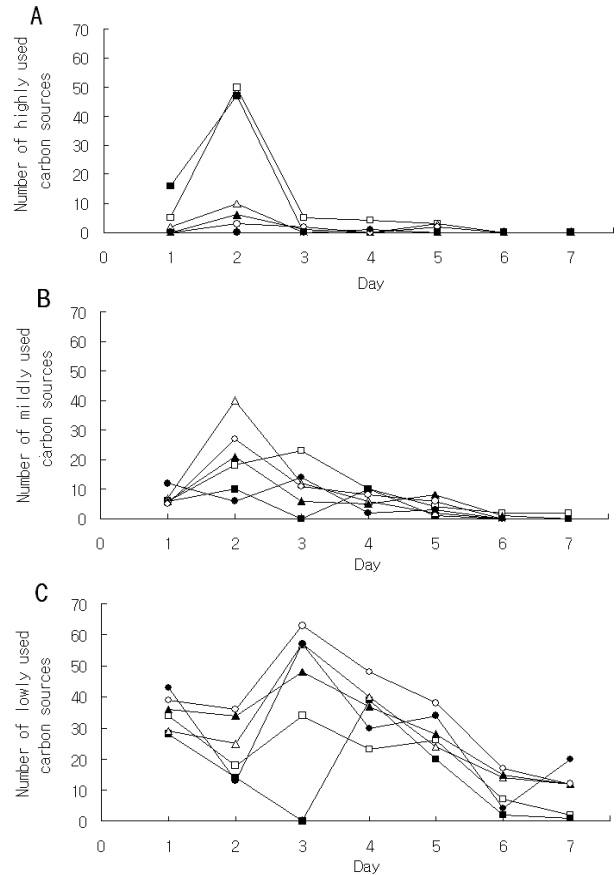 A
Number of highly used
carbon sources
70
60
50
40
30
20
10
0
0 1 2 3 4 5 6 7
Day
B
Number of mildly used
carbon sources
70
60
50
40
30
20
10
0
0 1 2 3 4 5 6 7
Day
C
Number of lowly used
carbon sources
70
60
50
40
30
20
10
0
0 1 2 3 4 5 6 7
Day